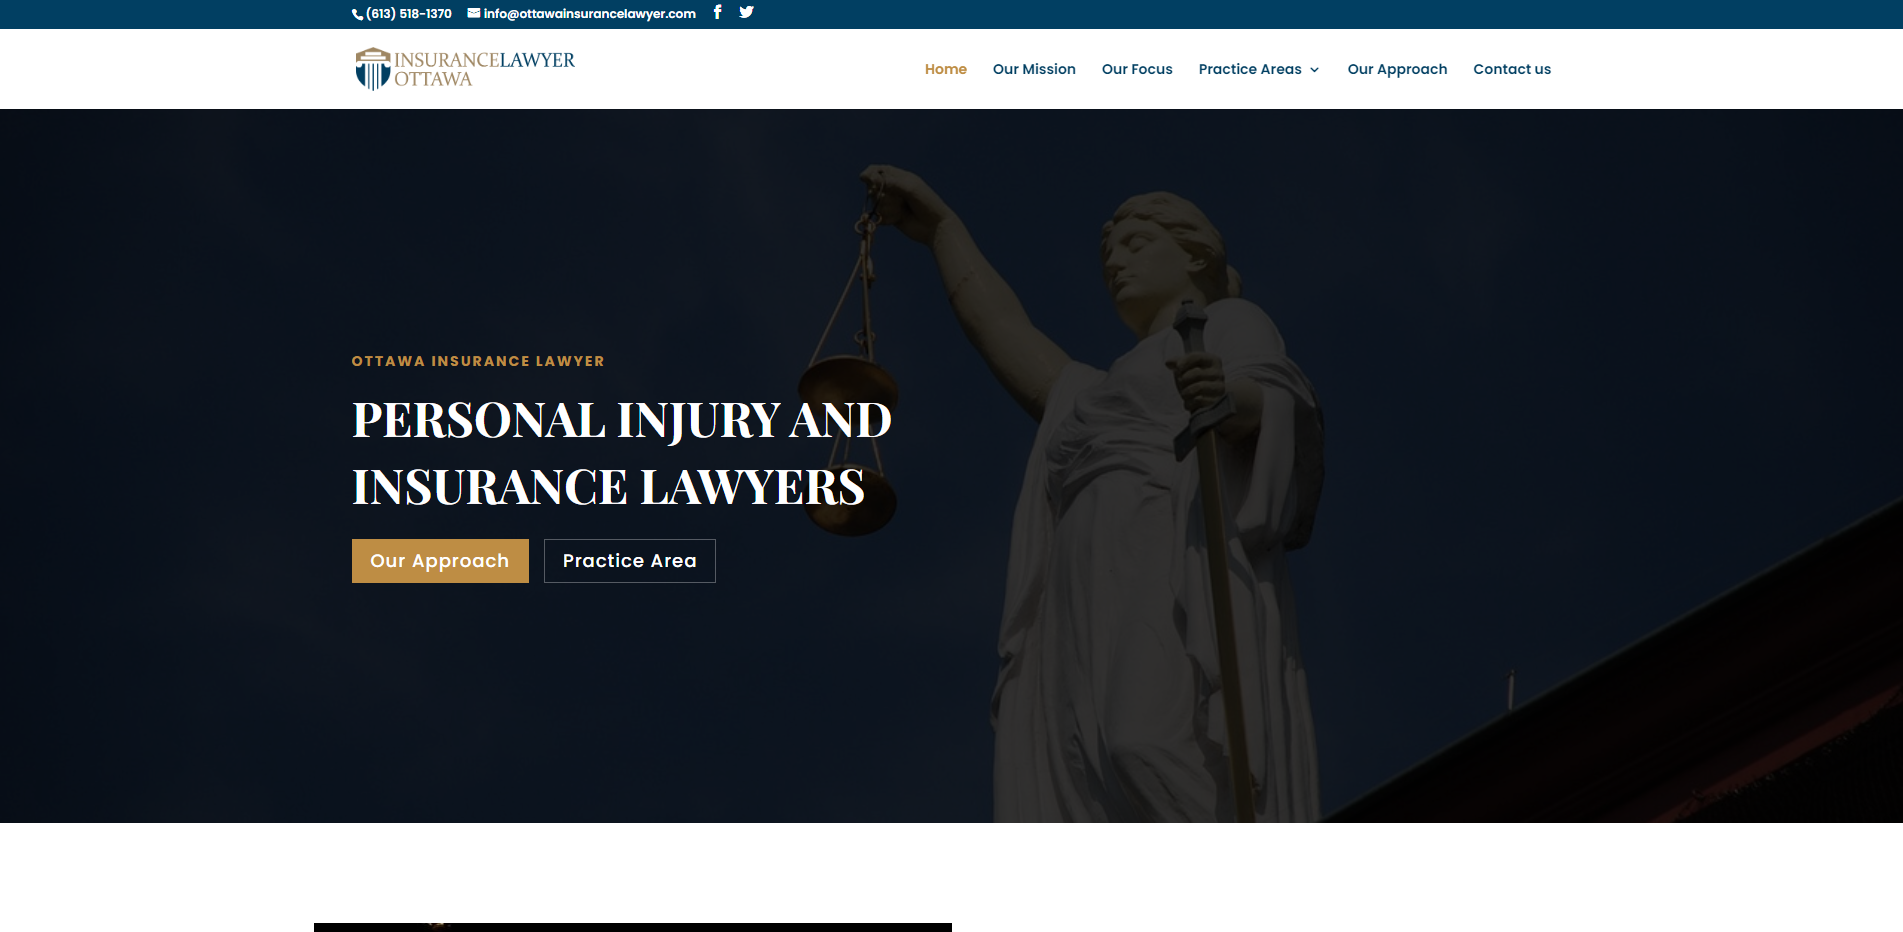 (613) 518-1370 info@ottawainsurancelawyer.com
INSURANCELAWYER
OTTAWA
Home Our Mission Our Focus Practice Areas Our Approach Contact us
OTTAWA INSURANCE LAWYER
PERSONAL INJURY AND
INSURANCE LAWYERS
Our Approach Practice Area